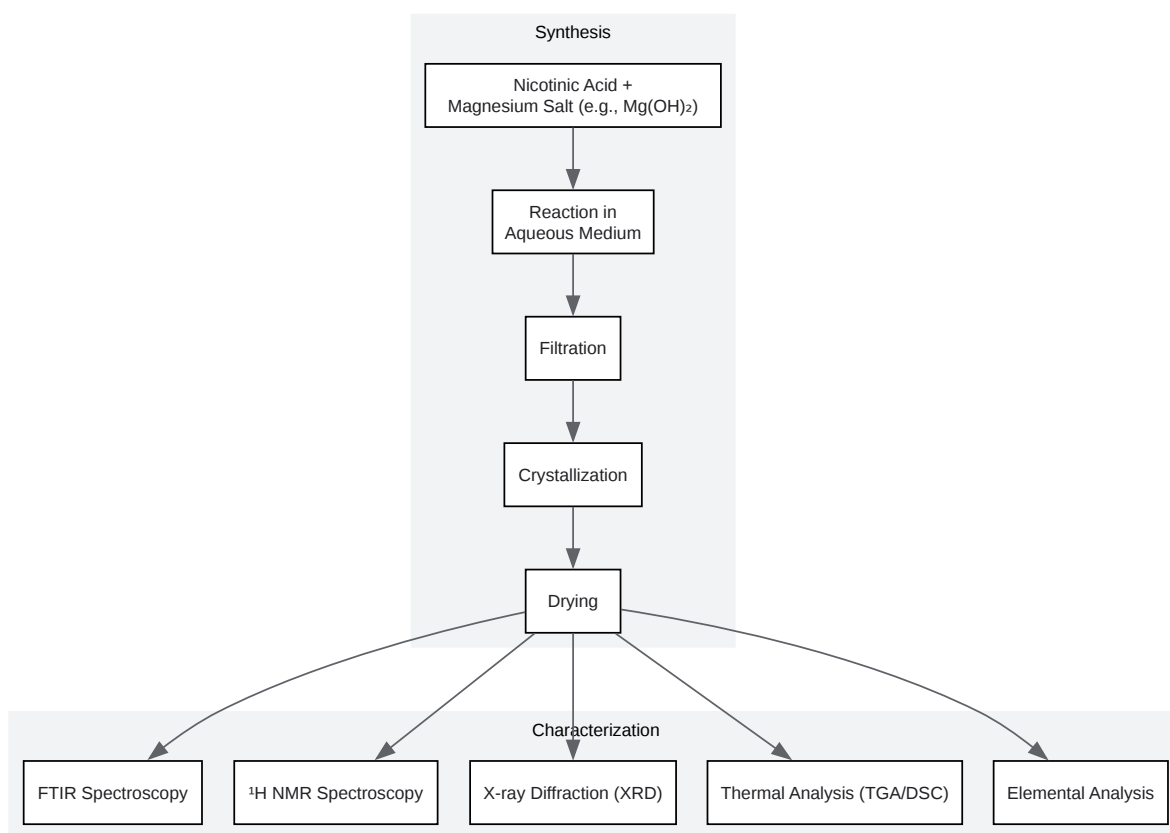 Synthesis
Nicotinic Acid +
Magnesium Salt (e.g., Mg(OH)₂)
Reaction in
Aqueous Medium
Filtration
Crystallization
Drying
Characterization
FTIR Spectroscopy
¹H NMR Spectroscopy
X-ray Diffraction (XRD)
Thermal Analysis (TGA/DSC)
Elemental Analysis